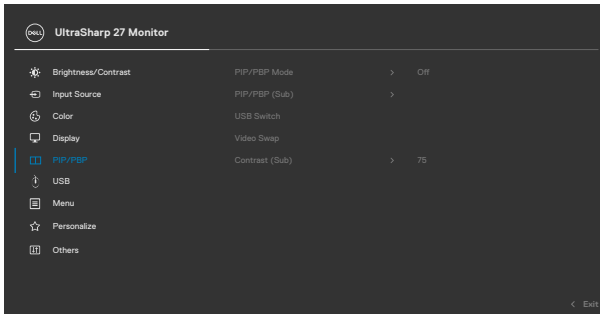 DELL UltraSharp 27 Monitor
Brightness/Contrast PIP/PBP Mode > Off
Input Source PIP/PBP (Sub) >
Color USB Switch
Display Video Swap
PIP/PBP Contrast (Sub) > 75
USB
Menu
Personalize
Others
< Exit